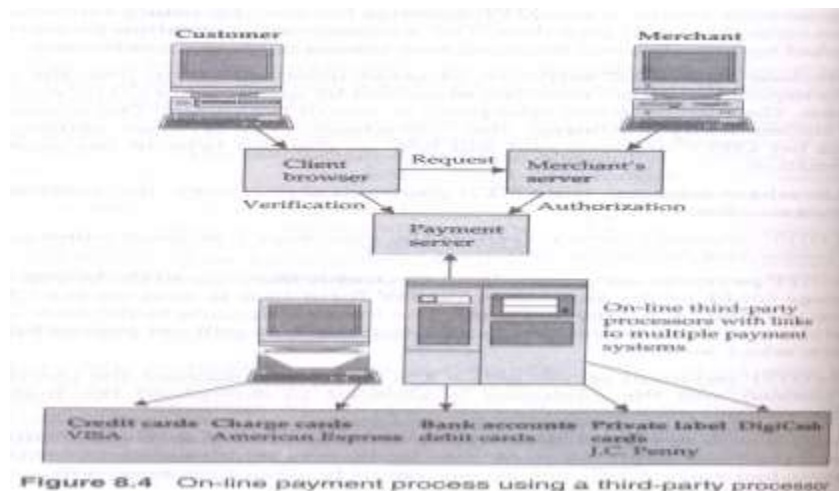 Customer
Merchant
Client
browser
Request
Merchant's
server
Verification
Authorization
Payment
server
On-line third-party
processors with links
to multiple payment
systems
Credit cards
VISA
Charge cards
American Express
Bank accounts
debit cards
Private label
cards
J.C. Penny
DigiCash
Figure 8.4 On-line payment process using a third-party processor